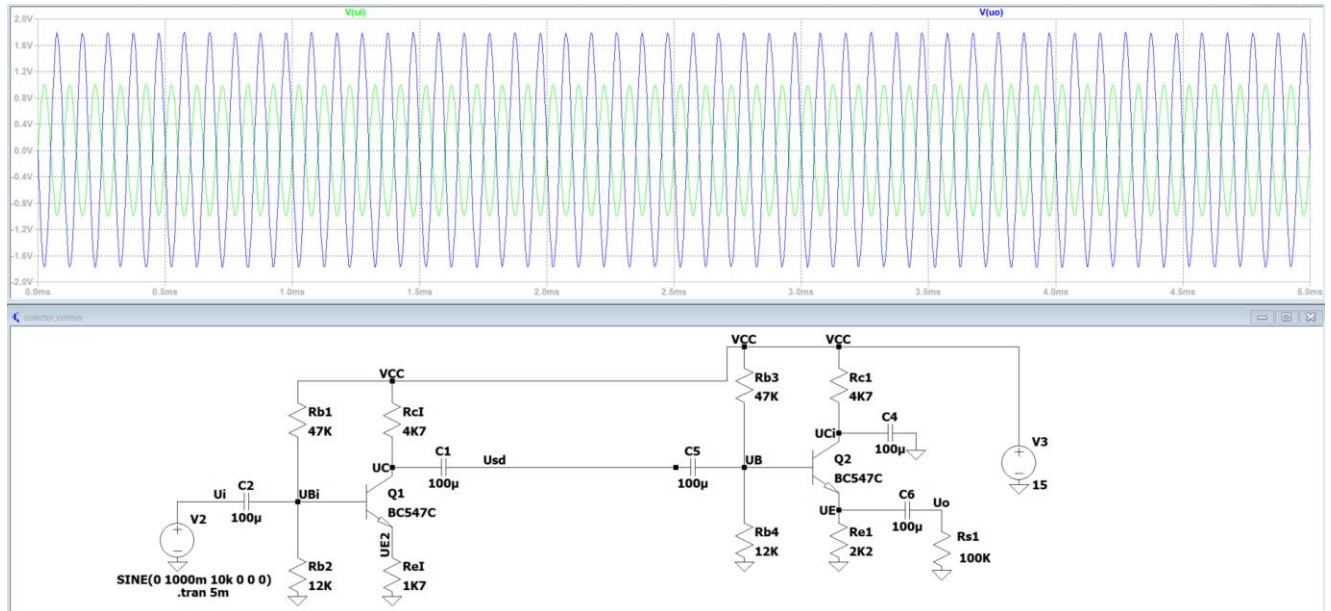 V(ui) V(uo)
2.0V
1.6V
1.2V
0.8V
0.4V
0.0V
-0.4V
-0.8V
-1.2V
-1.6V
-2.0V
0.0ms 0.5ms 1.0ms 1.5ms 2.0ms 2.5ms 3.0ms 3.5ms 4.0ms 4.5ms 5.0ms
colector_comun
VCC VCC VCC
Rb1
47K
RcI
4K7
Rb3
47K
Rc1
4K7
C4
100µ
UCi
V3
15
C1
100µ
UC
Usd
C5
100µ
UB
Q2
BC547C
Ui
C2
100µ
UBi
Q1
BC547C
V2
UE2
UE
C6
100µ
Uo
Rs1
100K
Rb2
12K
ReI
1K7
Rb4
12K
Re1
2K2
SINE(0 1000m 10k 0 0 0)
.tran 5m